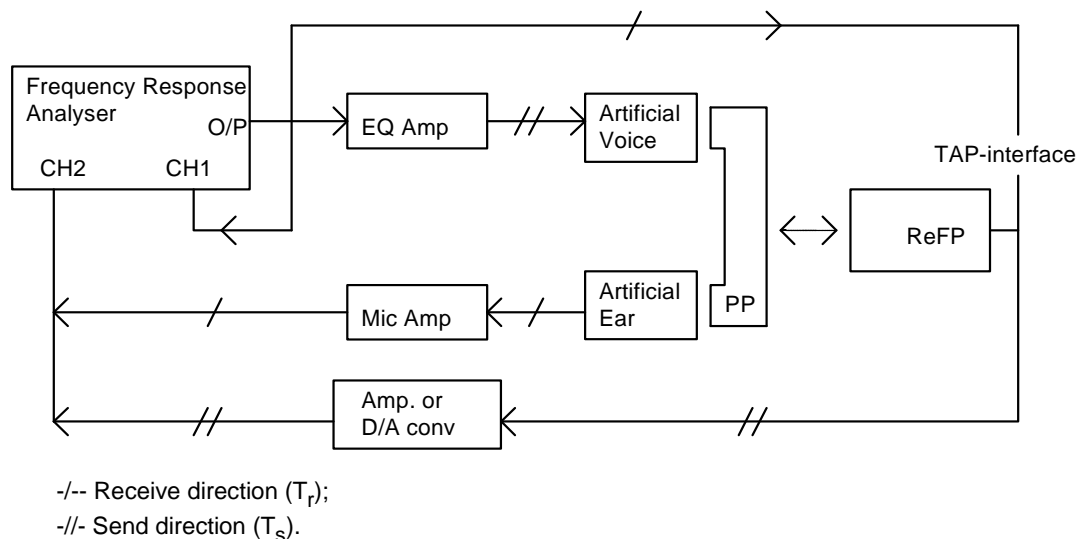 Frequency Response
Analyser
O/P
CH2
CH1
EQ Amp
Artificial
Voice
TAP-interface
ReFP
PP
Mic Amp
Artificial
Ear
Amp. or
D/A conv
-/-- Receive direction (Tr);
-//- Send direction (Ts).